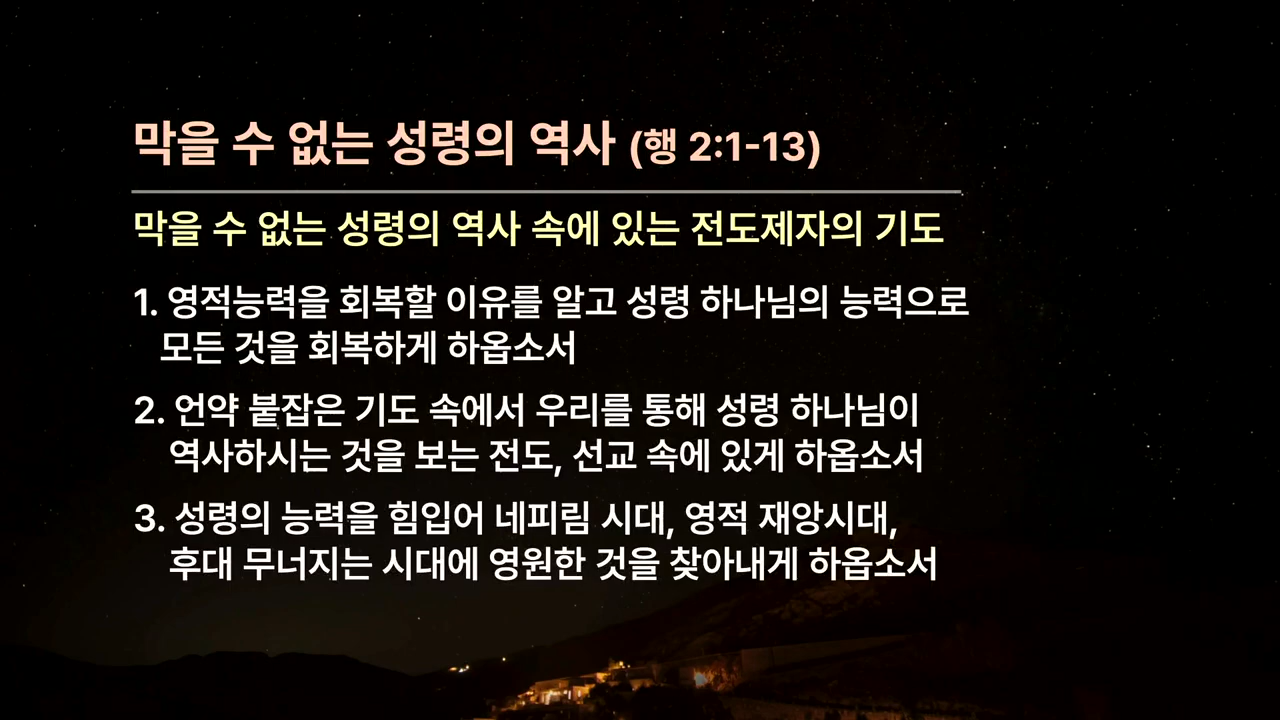 막을 수 없는 성령의 역사 (행 2:1-13)
막을 수 없는 성령의 역사 속에 있는 전도제자의 기도
1. 영적능력을 회복할 이유를 알고 성령 하나님의 능력으로
모든 것을 회복하게 하옵소서
2. 언약 붙잡은 기도 속에서 우리를 통해 성령 하나님이
역사하시는 것을 보는 전도, 선교 속에 있게 하옵소서
3. 성령의 능력을 힘입어 네피림 시대, 영적 재앙시대,
후대 무너지는 시대에 영원한 것을 찾아내게 하옵소서